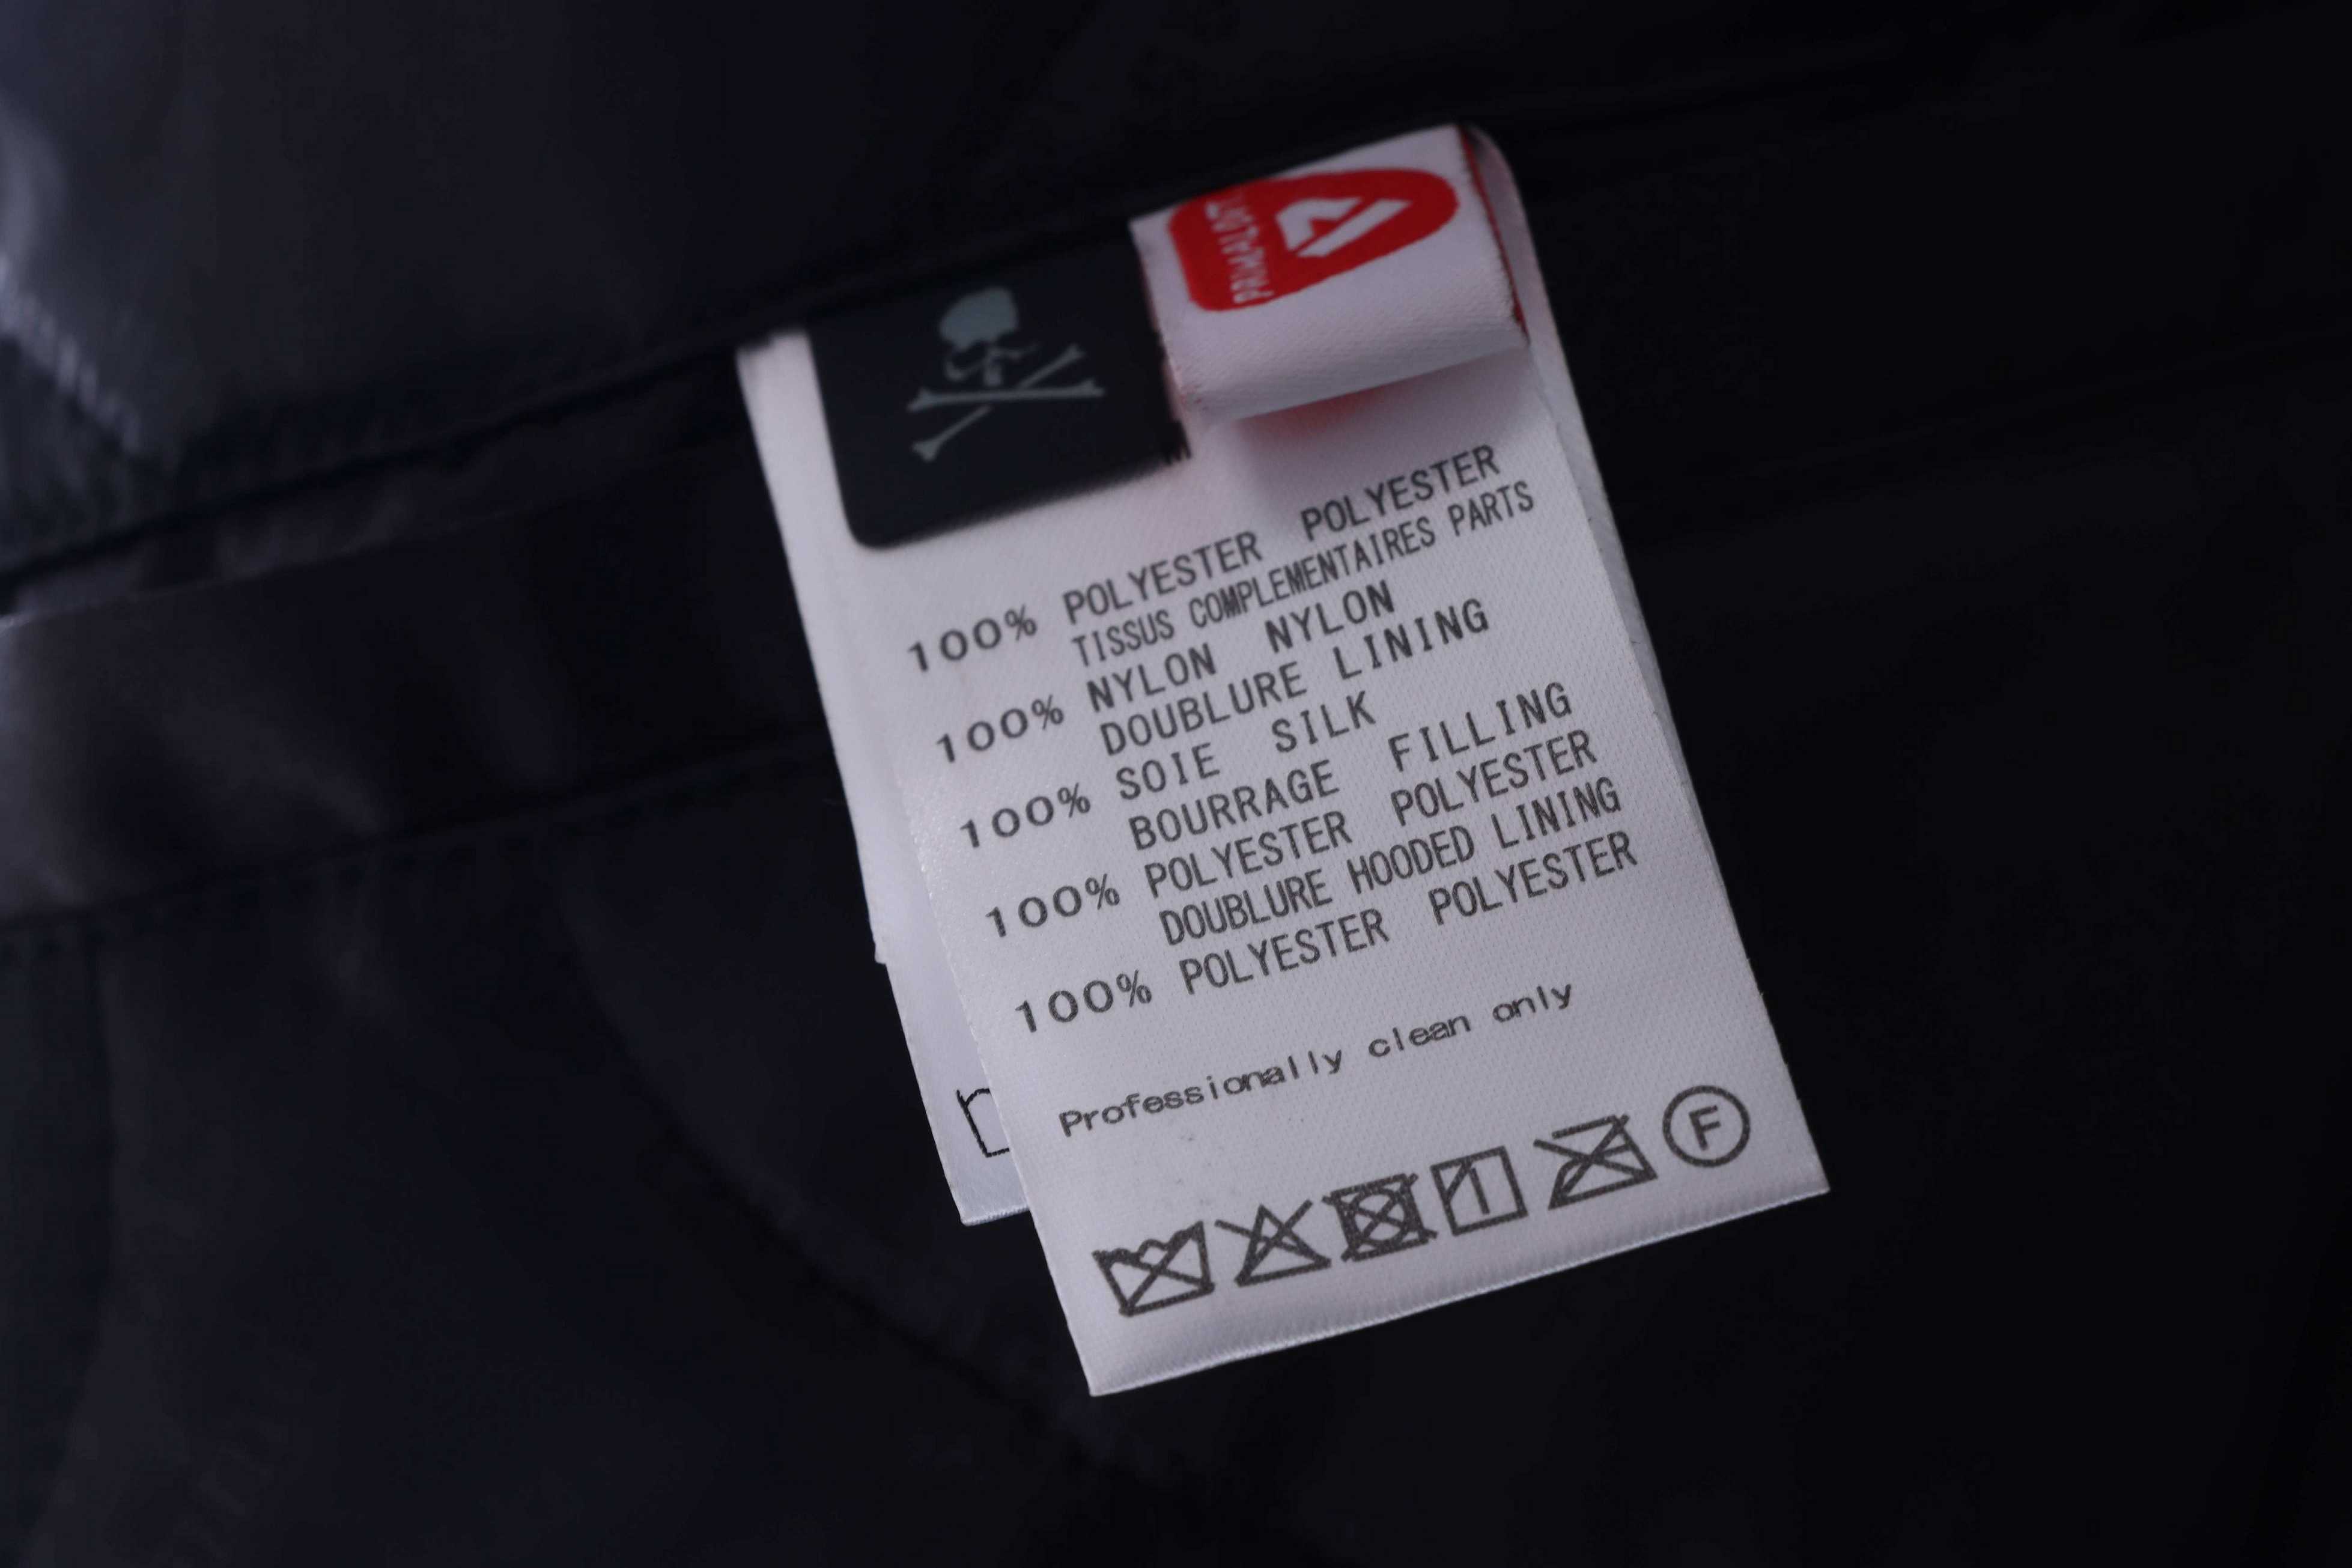 PRIMALOFT
100% POLYESTER POLYESTER
TISSUS COMPLEMENTAIRES PARTS
100% NYLON NYLON
DOUBLURE LINING
100% SOIE SILK
BOURRAGE FILLING
100% POLYESTER POLYESTER
DOUBLURE HOODED LINING
100% POLYESTER POLYESTER
Professionally clean only
F